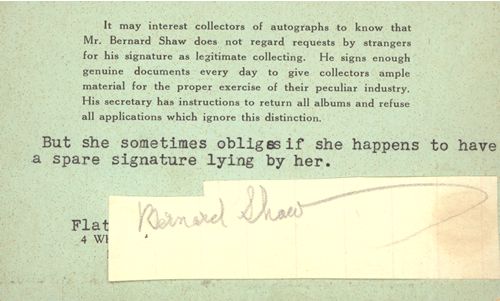 It may interest collectors of autographs to know that
Mr. Bernard Shaw does not regard requests by strangers
for his signature as legitimate collecting. He signs enough
genuine documents every day to give collectors ample
material for the proper exercise of their peculiar industry.
His secretary has instructions to return all albums and refuse
all applications which ignore this distinction.
But she sometimes obliges if she happens to have
a spare signature lying by her.
Bernard Shaw
Flat
4 Wh